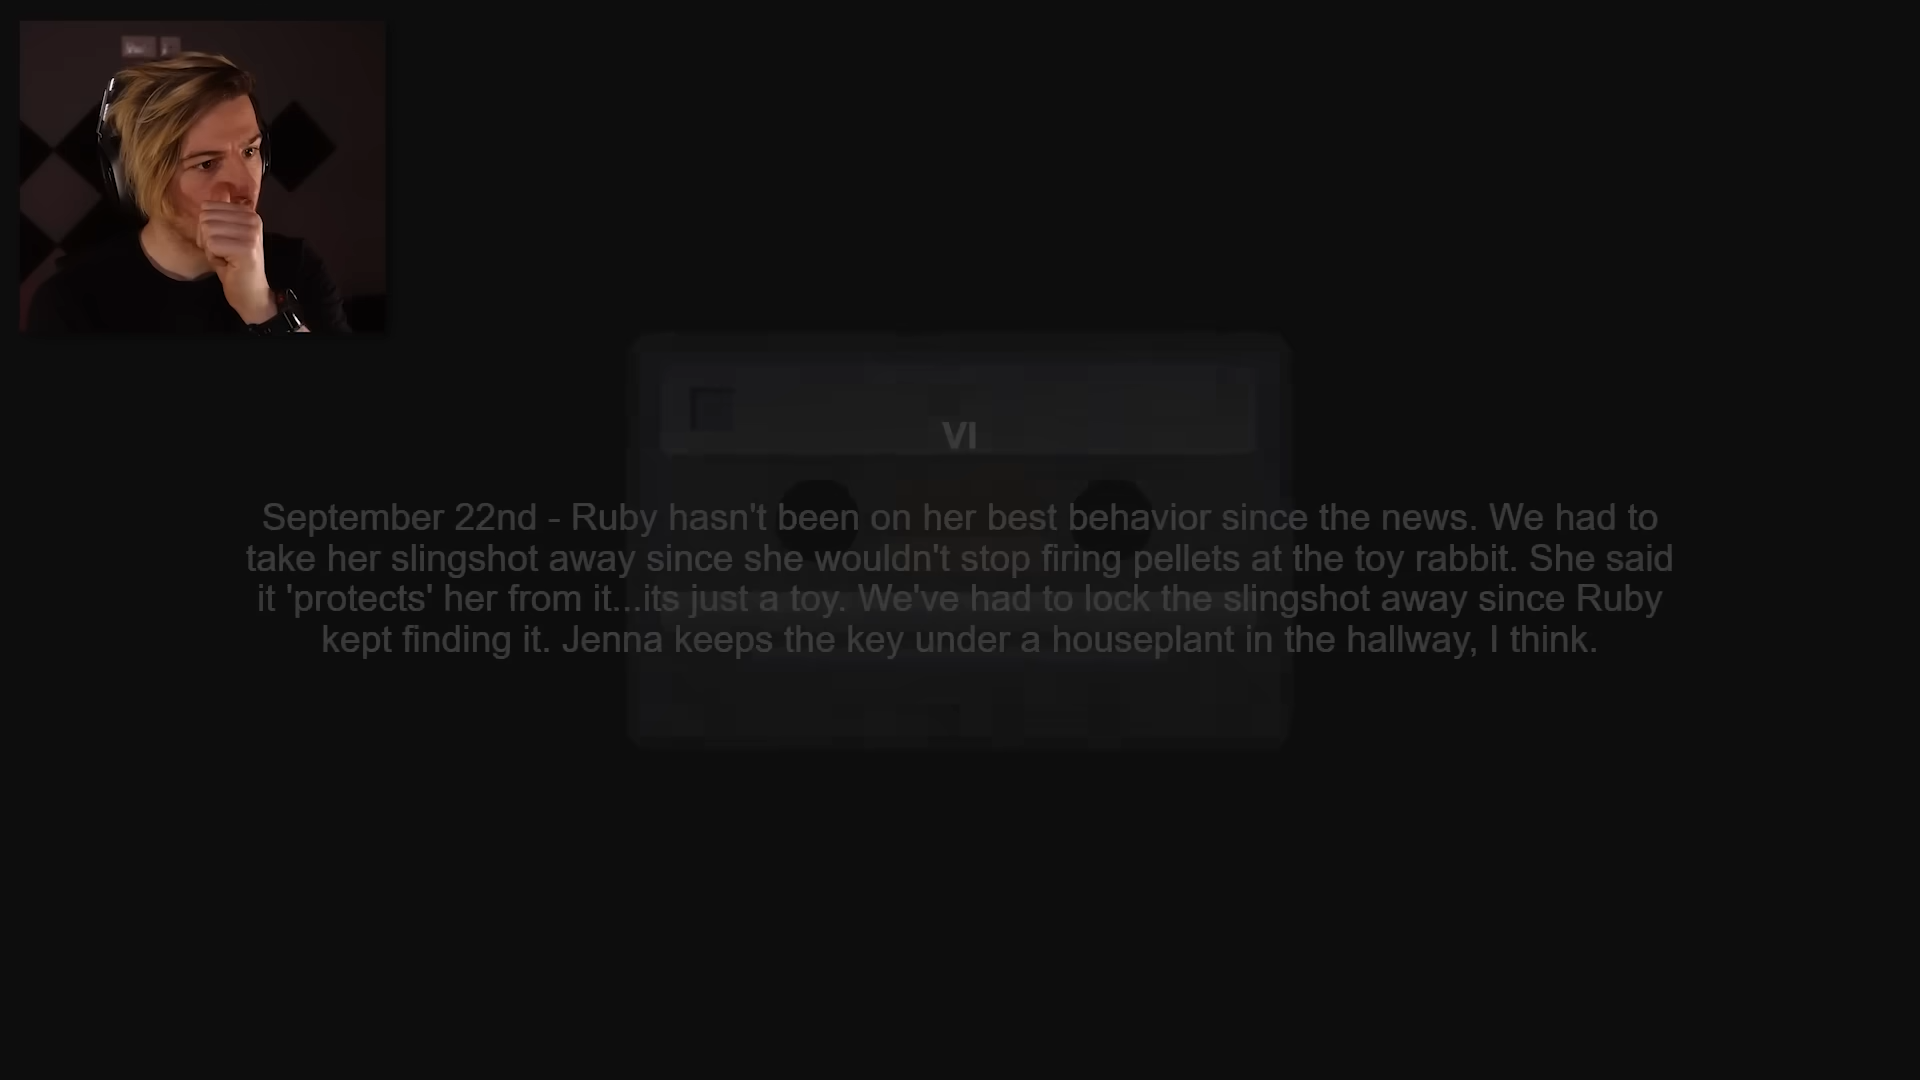 VI
September 22nd - Ruby hasn't been on her best behavior since the news. We had to
take her slingshot away since she wouldn't stop firing pellets at the toy rabbit. She said
it 'protects' her from it...its just a toy. We've had to lock the slingshot away since Ruby
kept finding it. Jenna keeps the key under a houseplant in the hallway, I think.